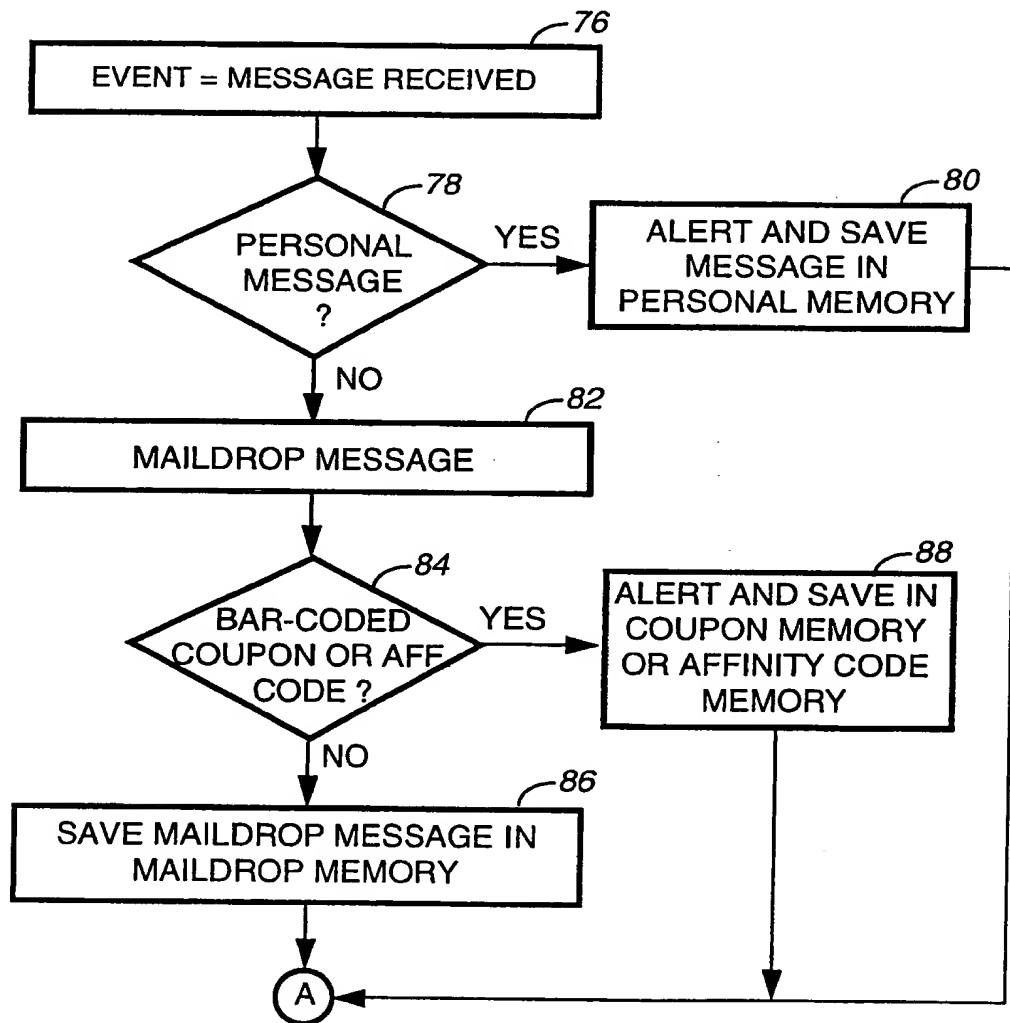 76
EVENT = MESSAGE RECEIVED
78
PERSONAL
MESSAGE
?
YES
80
ALERT AND SAVE
MESSAGE IN
PERSONAL MEMORY
NO
82
MAILDROP MESSAGE
84
BAR-CODED
COUPON OR AFF
CODE ?
YES
88
ALERT AND SAVE IN
COUPON MEMORY
OR AFFINITY CODE
MEMORY
NO
86
SAVE MAILDROP MESSAGE IN
MAILDROP MEMORY
A